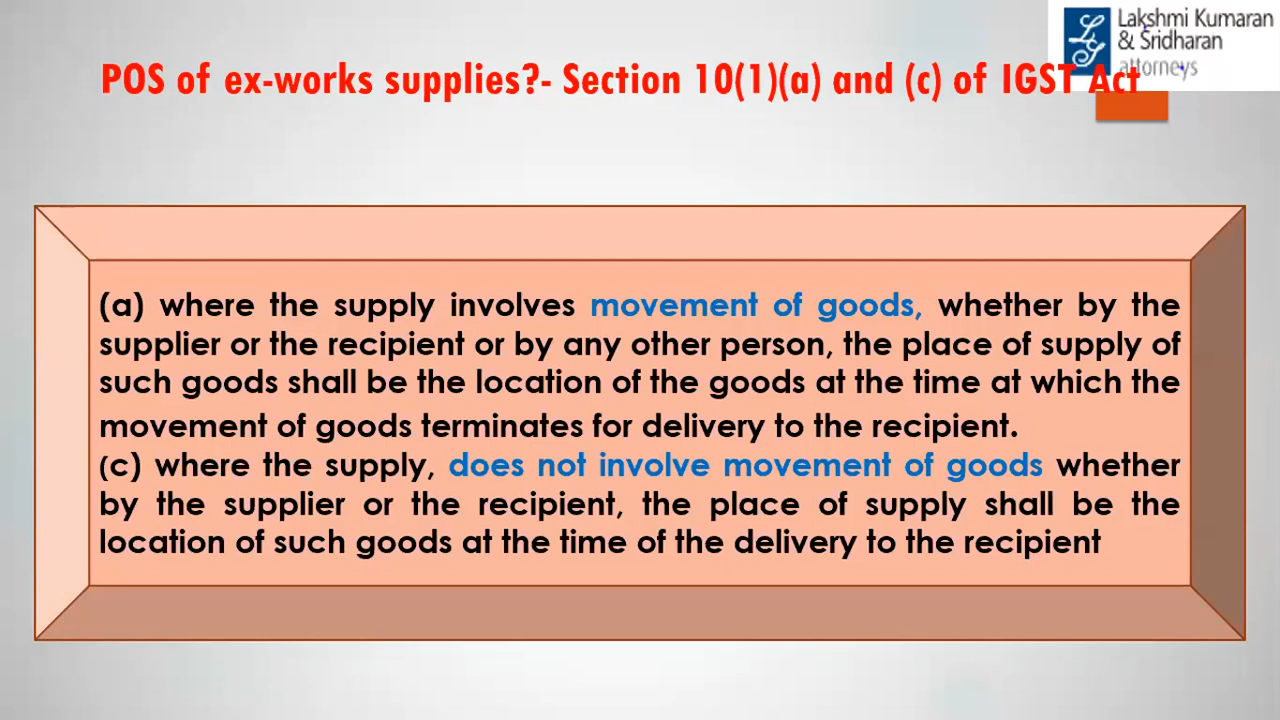 Lakshmi Kumaran
& Sridharan
attorneys
POS of ex-works supplies?- Section 10(1)(a) and (c) of IGST Act
(a) where the supply involves movement of goods, whether by the
supplier or the recipient or by any other person, the place of supply of
such goods shall be the location of the goods at the time at which the
movement of goods terminates for delivery to the recipient.
(c) where the supply, does not involve movement of goods whether
by the supplier or the recipient, the place of supply shall be the
location of such goods at the time of the delivery to the recipient